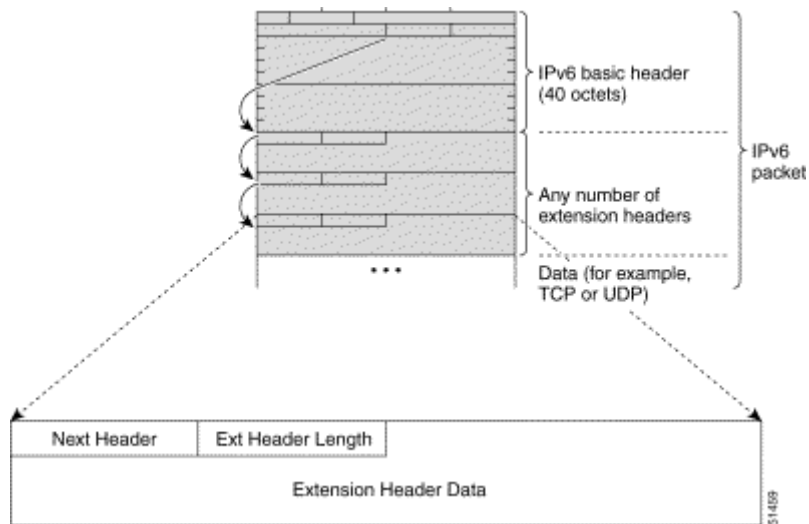 IPv6 basic header
(40 octets)
IPv6
packet
Any number of
extension headers
Data (for example,
TCP or UDP)
Next Header
Ext Header Length
Extension Header Data
51459